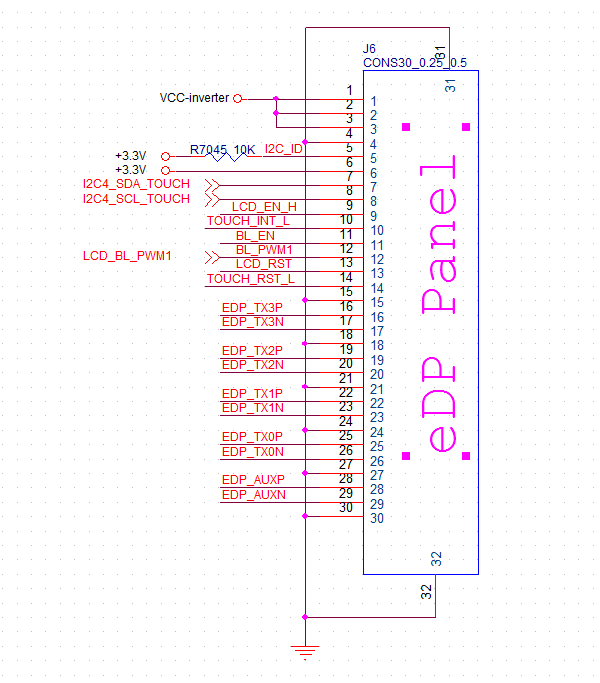 J6
CONS30_0.25_0.5
31
31
VCC-inverter
1 1
2 2
3 3
4 4
+3.3V R7045 10K I2C_ID 5 5
+3.3V 6 6
I2C4_SDA_TOUCH 7 7
I2C4_SCL_TOUCH 8 8
LCD_EN_H 9 9
TOUCH_INT_L 10 10
BL_EN 11 11
LCD_BL_PWM1 BL_PWM1 12 12
LCD_RST 13 13
TOUCH_RST_L 14 14
15 15
EDP_TX3P 16 16
EDP_TX3N 17 17
18 18
EDP_TX2P 19 19
EDP_TX2N 20 20
21 21
EDP_TX1P 22 22
EDP_TX1N 23 23
24 24
EDP_TX0P 25 25
EDP_TX0N 26 26
27 27
EDP_AUXP 28 28
EDP_AUXN 29 29
30 30
eDP Panel
32
32